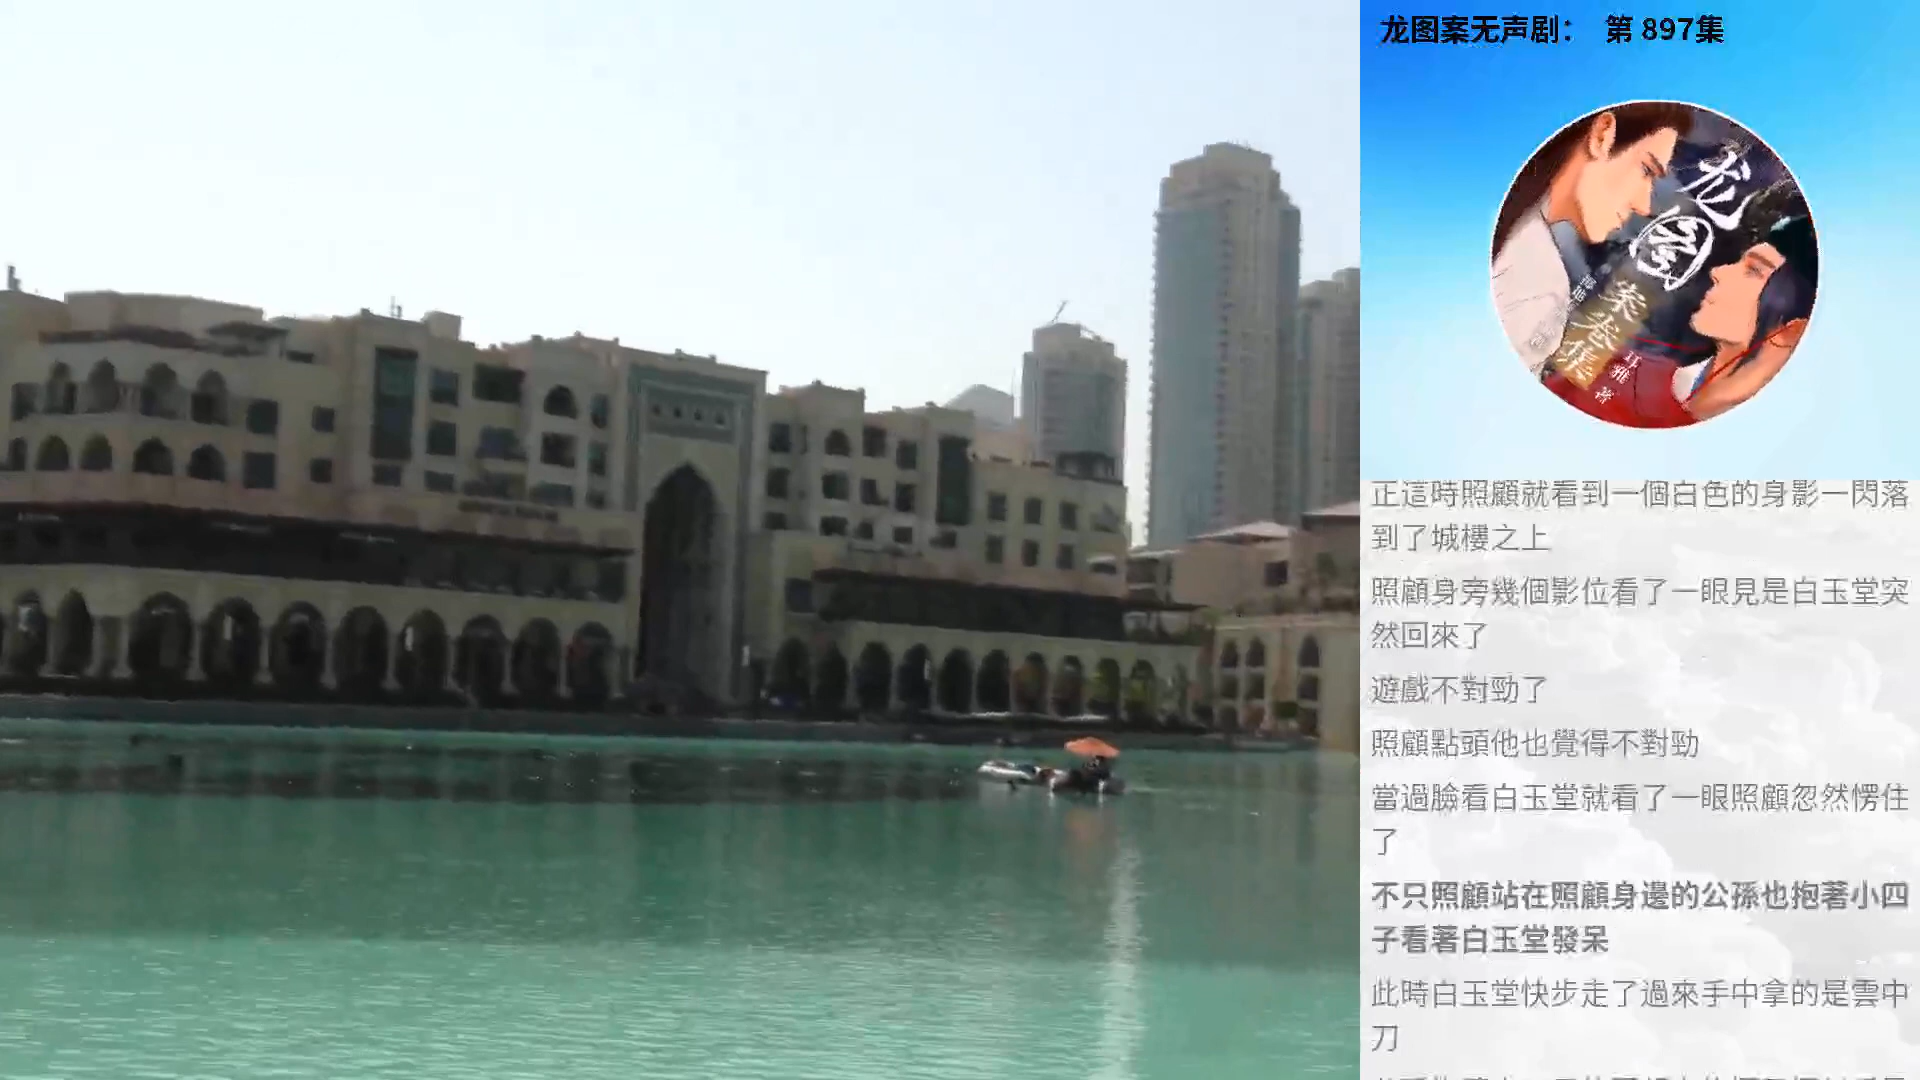 龙图案无声剧： 第 897集
龙
图
案卷集
耳雅 著
正這時照顧就看到一個白色的身影一閃落
到了城樓之上
照顧身旁幾個影位看了一眼見是白玉堂突
然回來了
遊戲不對勁了
照顧點頭他也覺得不對勁
當過臉看白玉堂就看了一眼照顧忽然愣住
了
不只照顧站在照顧身邊的公孫也抱著小四
子看著白玉堂發呆
此時白玉堂快步走了過來手中拿的是雲中
刀